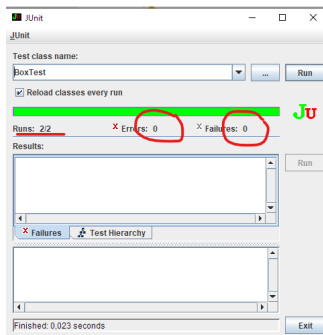 JUnit
JUnit
Test class name:
BoxTest
...
Run
Reload classes every run
JU
Runs: 2/2
X Errors: 0
X Failures: 0
Results:
Run
X Failures
Test Hierarchy
Finished: 0,023 seconds
Exit